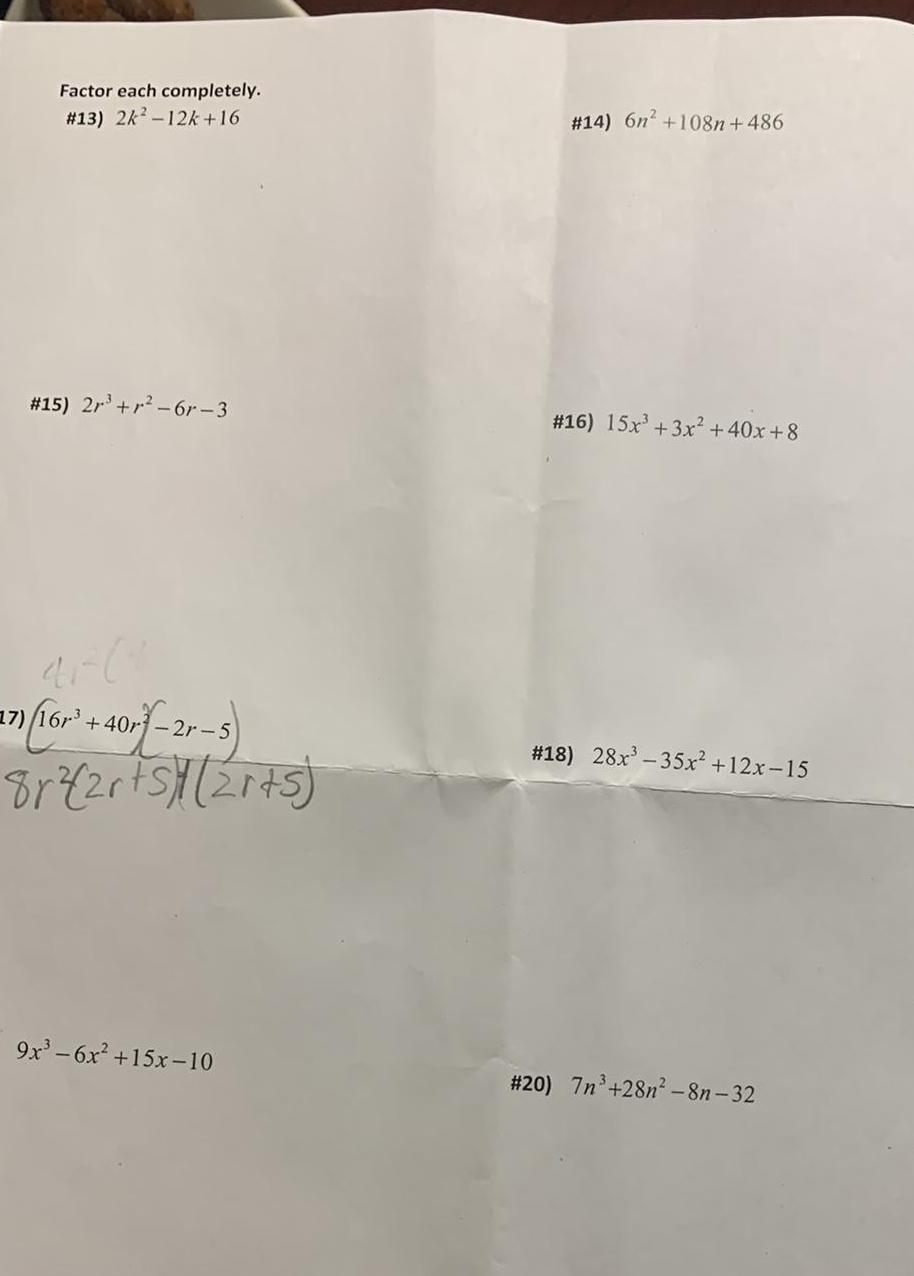 Factor each completely.
#13) 2k² – 12k + 16
#14) 6n² + 108n + 486
#15) 2r³ + r² – 6r – 3
#16) 15x³ + 3x² + 40x + 8
4r²(
17) (16r³ + 40r²)(– 2r – 5)
8r²(2r+5)1(2r+5)
#18) 28x³ – 35x² + 12x – 15
9x³ – 6x² + 15x – 10
#20) 7n³ + 28n² – 8n – 32